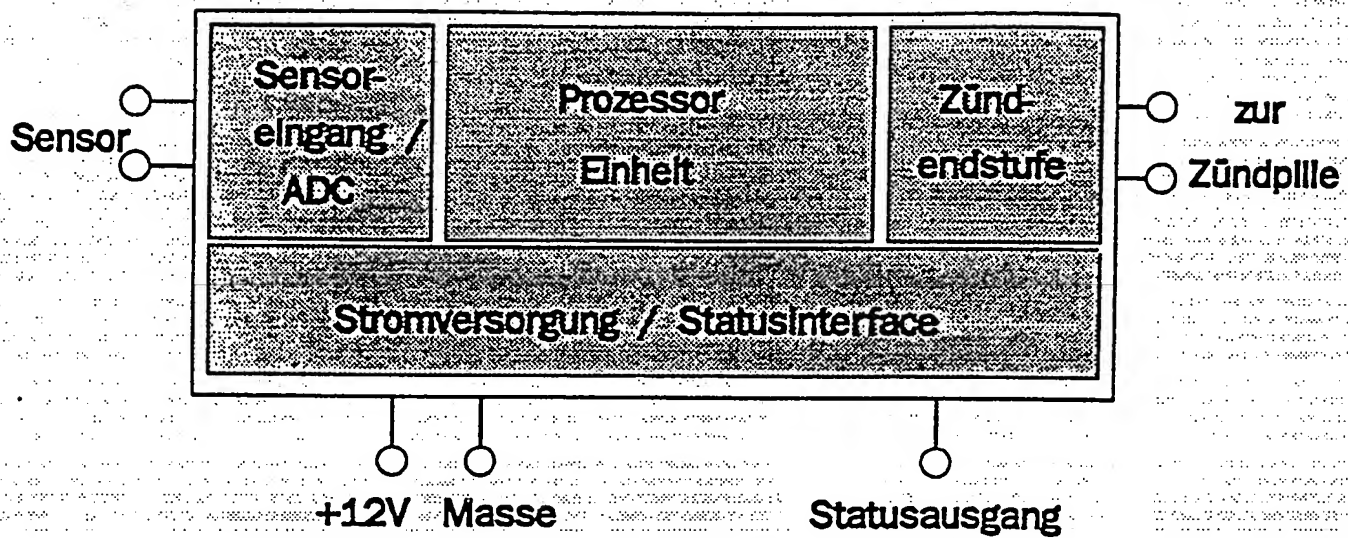 Sensor-
eingang /
ADC
Prozessor
Einheit
Zünd-
endstufe
Sensor
zur
Zündpille
Stromversorgung / Statusinterface
+12V Masse
Statusausgang